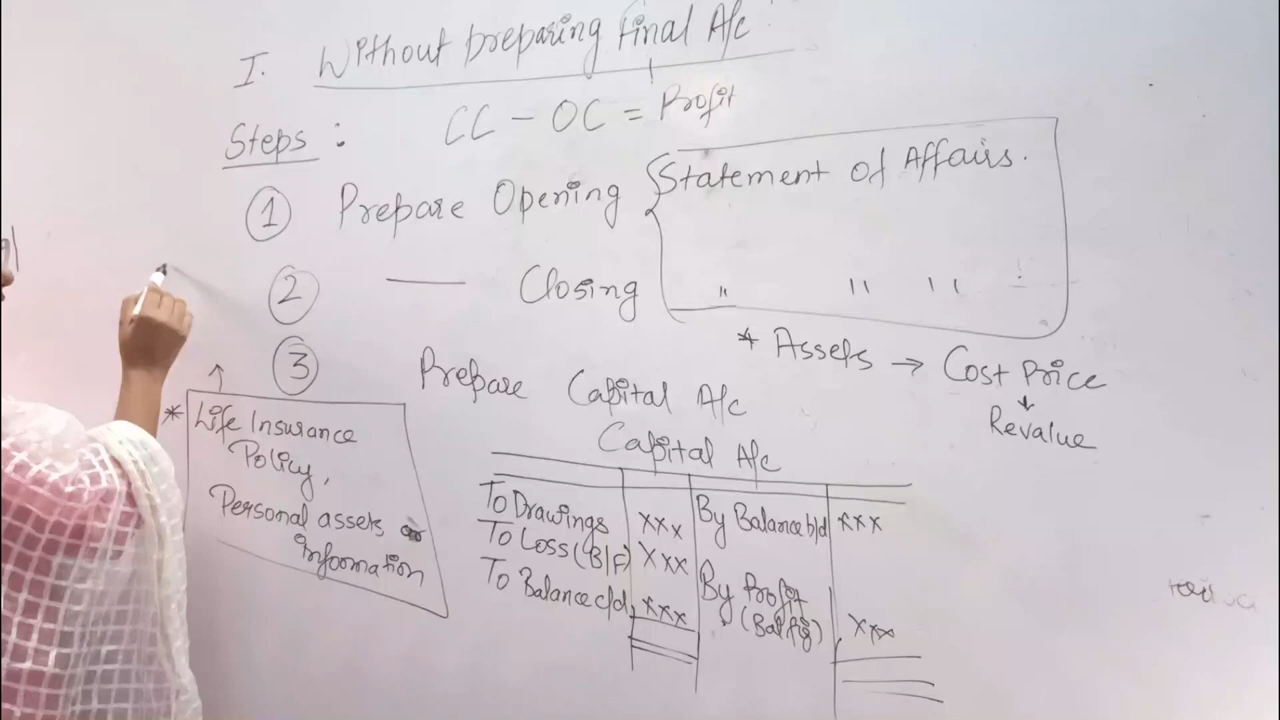 I. Without preparing Final A/c
CC - OC = Profit
Steps :
1 Prepare Opening { Statement of Affairs.
2 — Closing " " "
* Assets → Cost Price
↓
Revalue
3 Prepare Capital A/c
↑
* Life Insurance
Policy,
Personal assets
information
Capital A/c
To Drawings xxx By Balance b/d xxx
To Loss (B/F) xxx
To Balance c/d xxx By Profit
(Bal fig) xxx